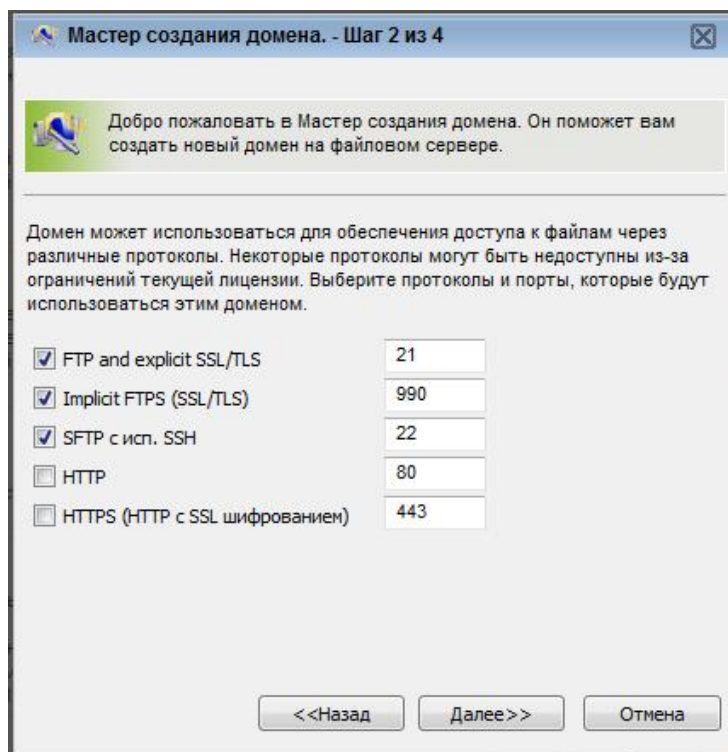 Мастер создания домена. - Шаг 2 из 4
Добро пожаловать в Мастер создания домена. Он поможет вам
создать новый домен на файловом сервере.
Домен может использоваться для обеспечения доступа к файлам через
различные протоколы. Некоторые протоколы могут быть недоступны из-за
ограничений текущей лицензии. Выберите протоколы и порты, которые будут
использоваться этим доменом.
FTP and explicit SSL/TLS 21
Implicit FTPS (SSL/TLS) 990
SFTP с исп. SSH 22
HTTP 80
HTTPS (HTTP с SSL шифрованием) 443
<<Назад Далее>> Отмена